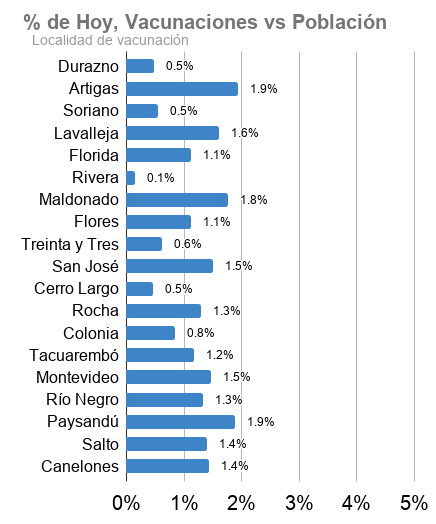 % de Hoy, Vacunaciones vs Población
Localidad de vacunación
Durazno 0.5%
Artigas 1.9%
Soriano 0.5%
Lavalleja 1.6%
Florida 1.1%
Rivera 0.1%
Maldonado 1.8%
Flores 1.1%
Treinta y Tres 0.6%
San José 1.5%
Cerro Largo 0.5%
Rocha 1.3%
Colonia 0.8%
Tacuarembó 1.2%
Montevideo 1.5%
Río Negro 1.3%
Paysandú 1.9%
Salto 1.4%
Canelones 1.4%
0% 1% 2% 3% 4% 5%